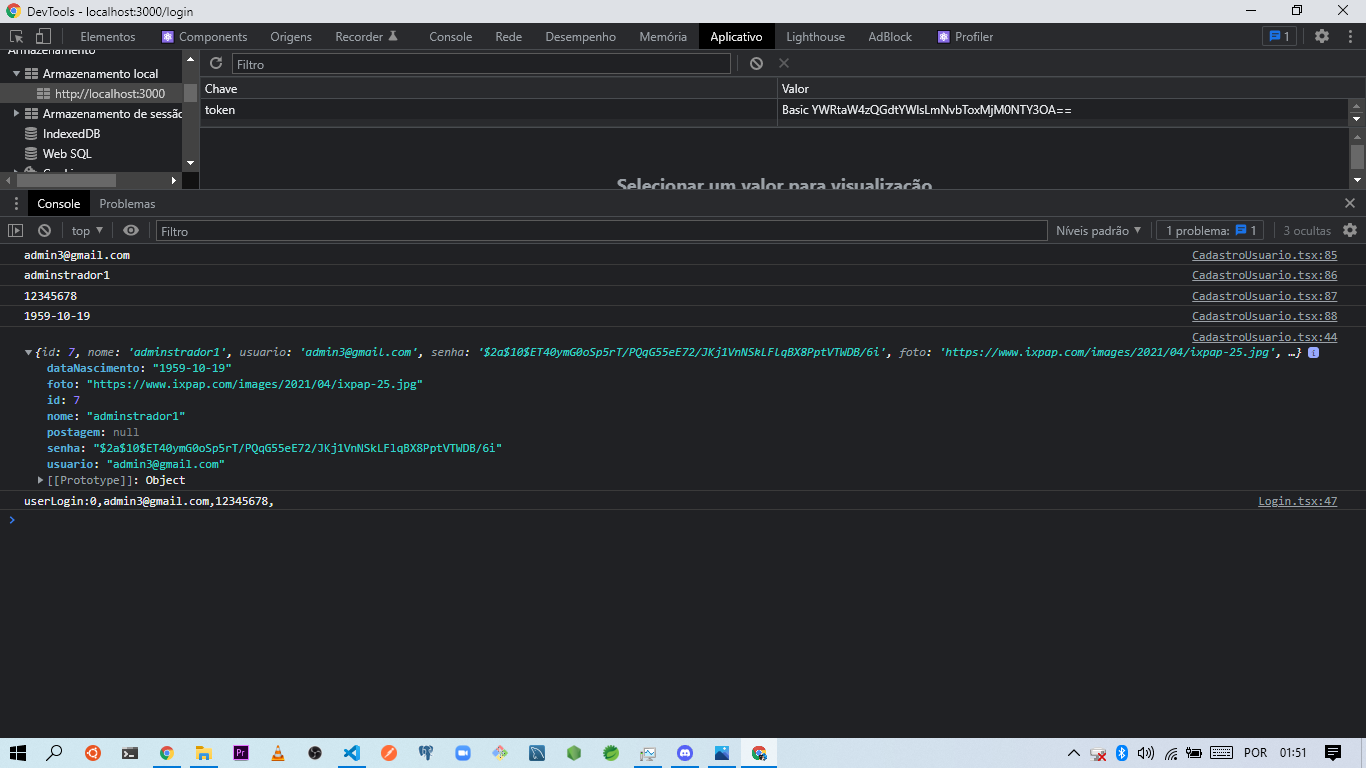 DevTools - localhost:3000/login
Elementos Components Origens Recorder Console Rede Desempenho Memória Aplicativo Lighthouse AdBlock Profiler 1
Armazenamento
Filtro
Armazenamento local
http://localhost:3000
Armazenamento de sessão
IndexedDB
Web SQL
Chave Valor
token Basic YWRtaW4zQGdtYWlsLmNvbToxMjM0NTY3OA==
Selecionar um valor para visualização
Console Problemas
top Filtro Níveis padrão 1 problema: 1 3 ocultas
admin3@gmail.com CadastroUsuario.tsx:85
adminstrador1 CadastroUsuario.tsx:86
12345678 CadastroUsuario.tsx:87
1959-10-19 CadastroUsuario.tsx:88
CadastroUsuario.tsx:44
{id: 7, nome: 'adminstrador1', usuario: 'admin3@gmail.com', senha: '$2a$10$ET40ymG0oSp5rT/PQqG55eE72/JKj1VnNSkLFlqBX8PptVTWDB/6i', foto: 'https://www.ixpap.com/images/2021/04/ixpap-25.jpg', …}
dataNascimento: "1959-10-19"
foto: "https://www.ixpap.com/images/2021/04/ixpap-25.jpg"
id: 7
nome: "adminstrador1"
postagem: null
senha: "$2a$10$ET40ymG0oSp5rT/PQqG55eE72/JKj1VnNSkLFlqBX8PptVTWDB/6i"
usuario: "admin3@gmail.com"
[[Prototype]]: Object
userLogin:0,admin3@gmail.com,12345678, Login.tsx:47
POR 01:51